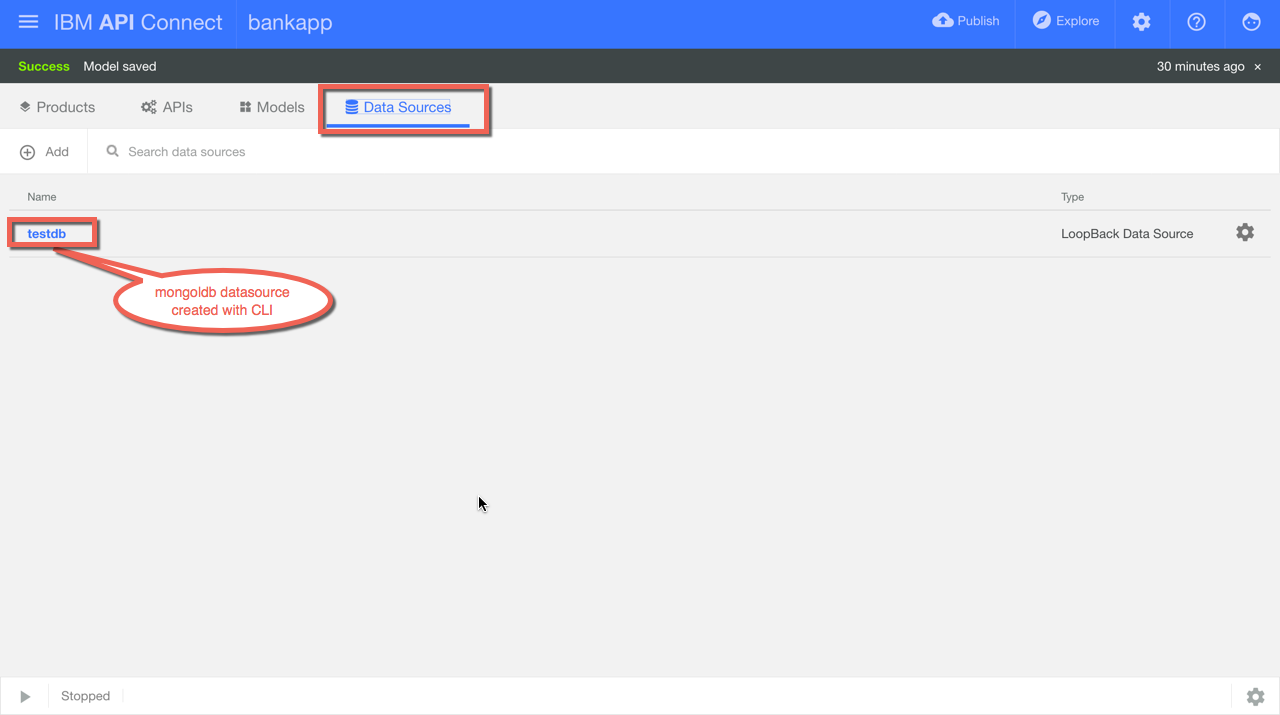 IBM API Connect bankapp Publish Explore
Success Model saved 30 minutes ago ×
Products APIs Models Data Sources
Add Search data sources
Name Type
testdb LoopBack Data Source
mongoldb datasource
created with CLI
Stopped